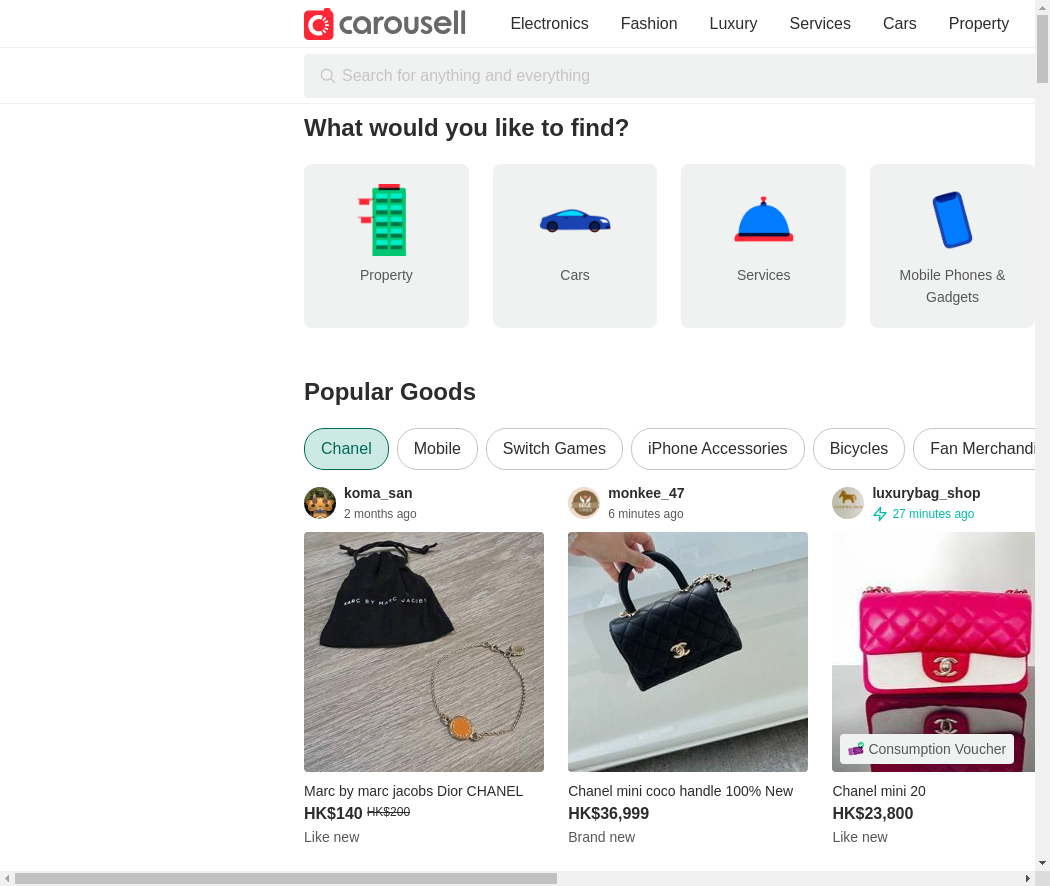 carousell
Electronics
Fashion
Luxury
Services
Cars
Property
Search for anything and everything
What would you like to find?
Property
Cars
Services
Mobile Phones &
Gadgets
Popular Goods
Chanel
Mobile
Switch Games
iPhone Accessories
Bicycles
Fan Merchandi
koma_san
2 months ago
monkee_47
6 minutes ago
luxurybag_shop
27 minutes ago
MARC BY MARC JACOBS
Consumption Voucher
Marc by marc jacobs Dior CHANEL
HK$140 HK$200
Like new
Chanel mini coco handle 100% New
HK$36,999
Brand new
Chanel mini 20
HK$23,800
Like new